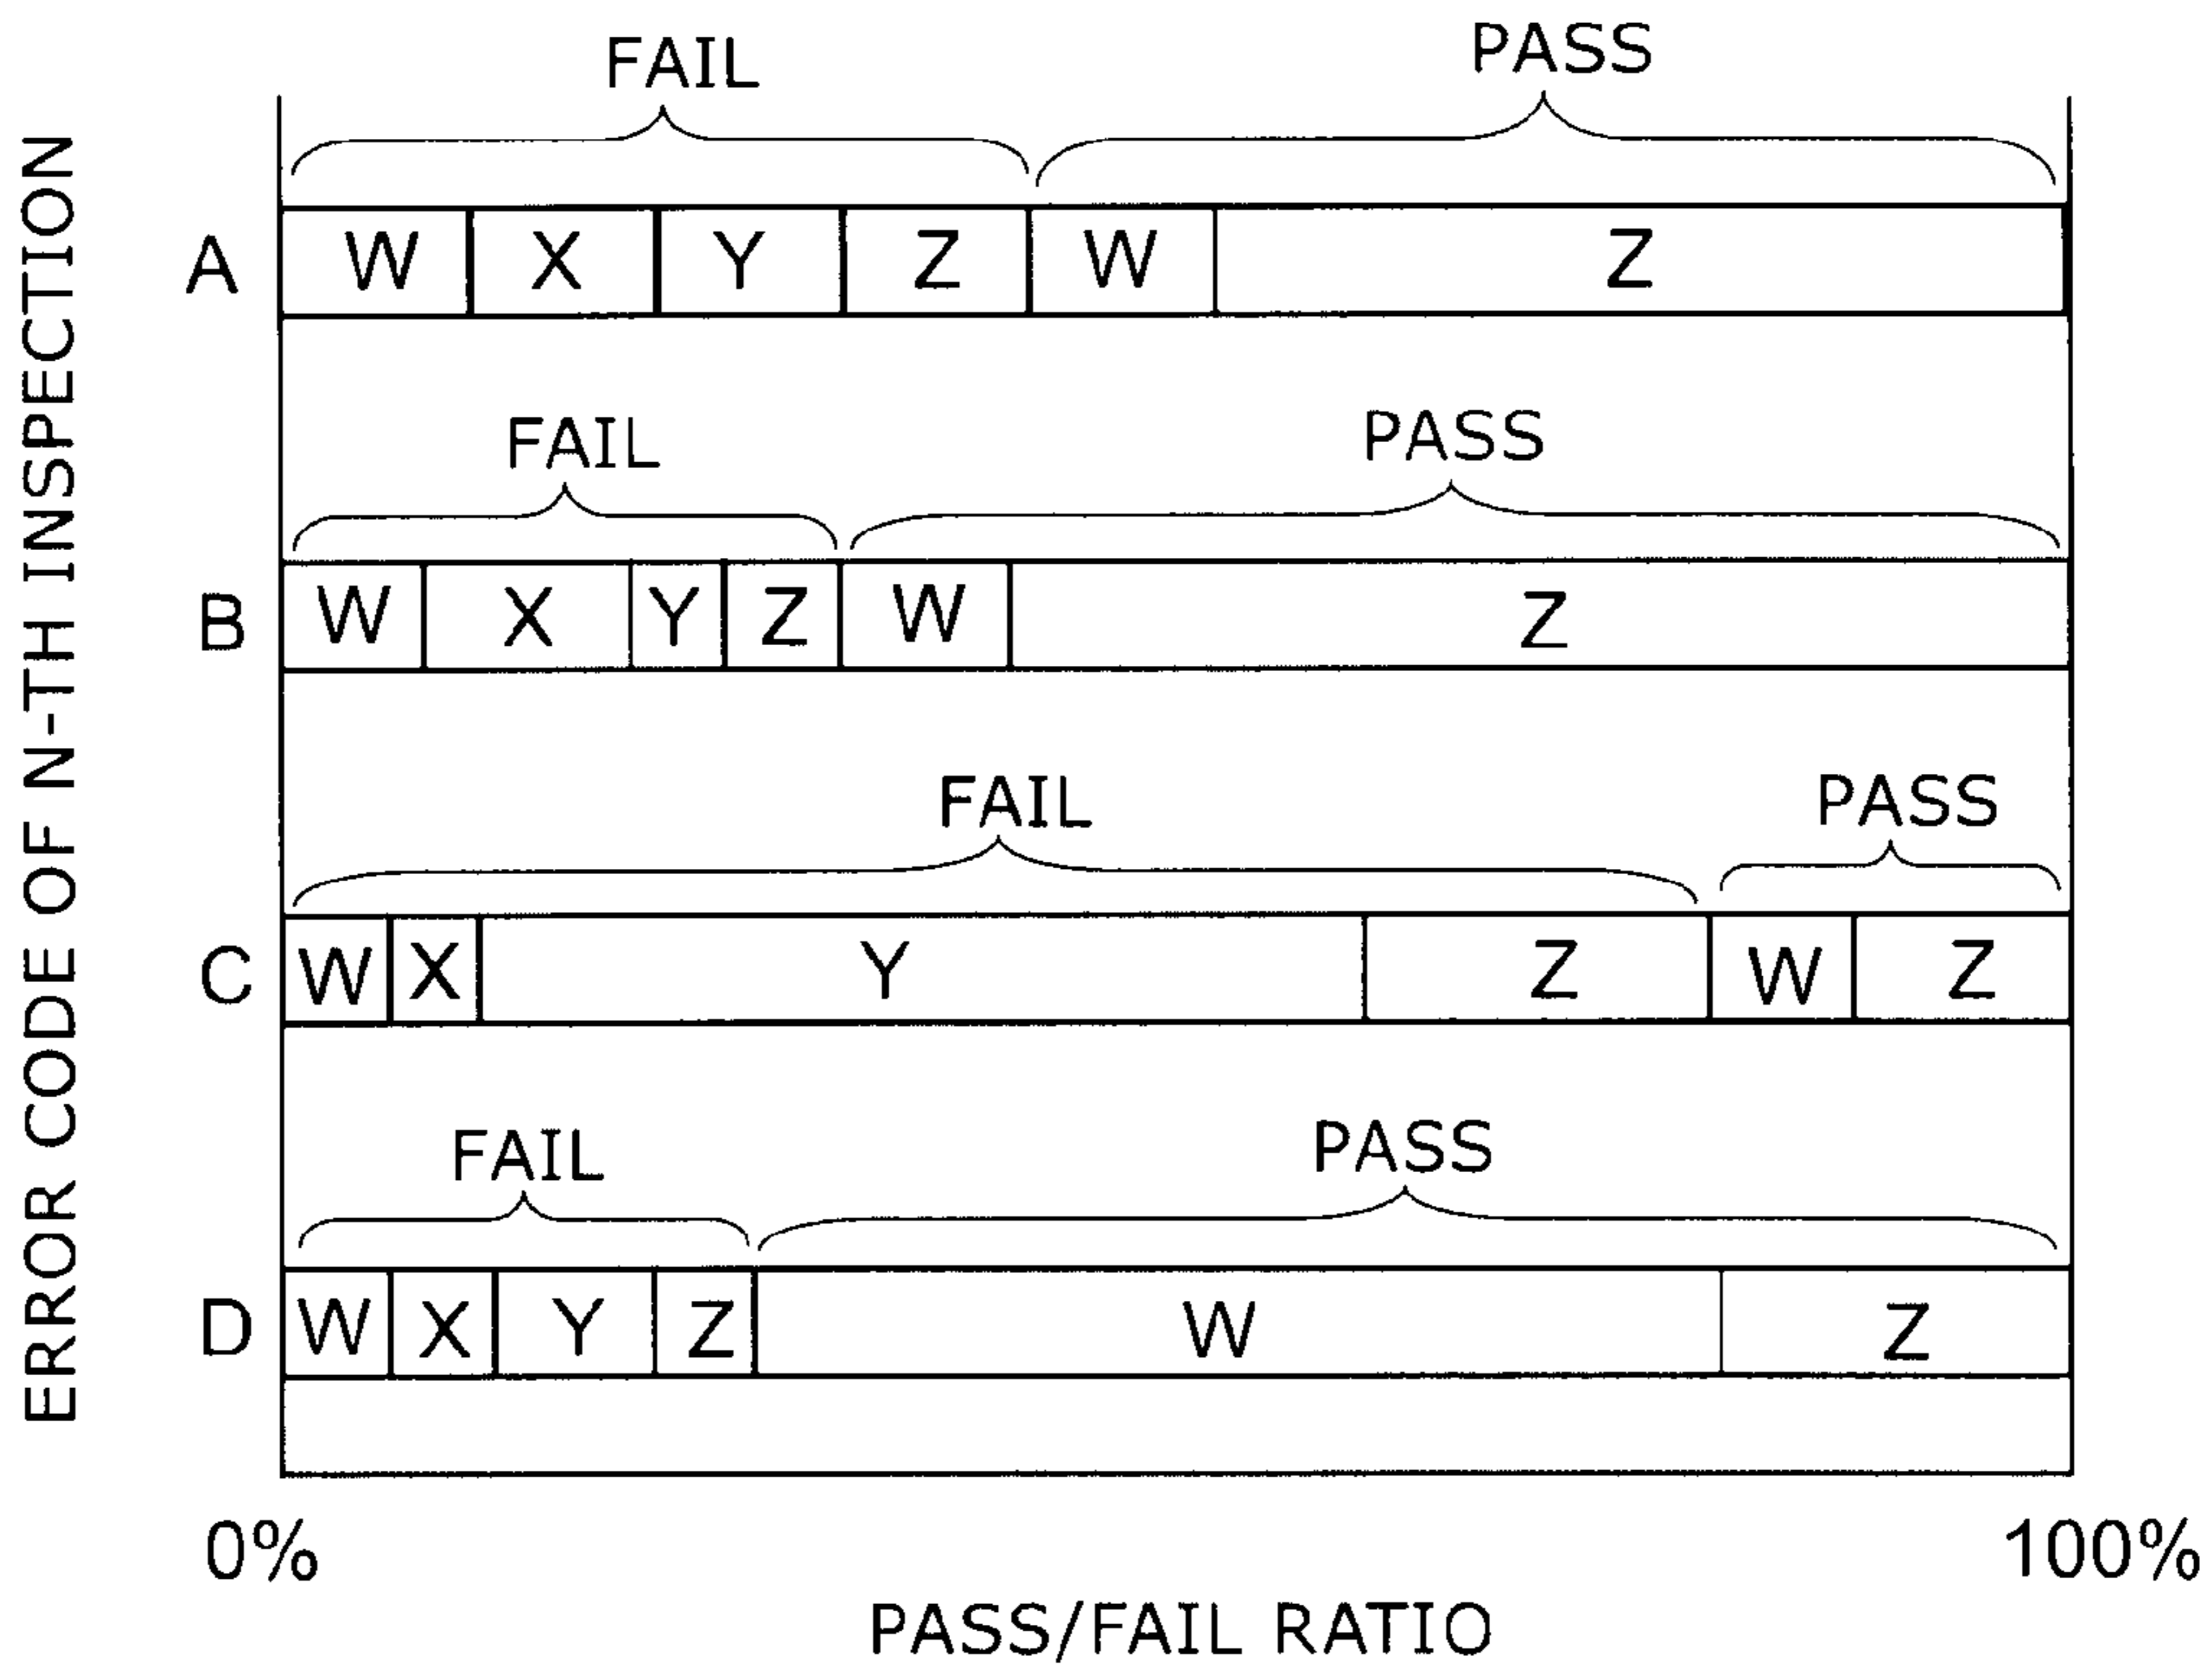 ERROR CODE OF N-TH INSPECTION
FAIL PASS
A W X Y Z W Z
FAIL PASS
B W X Y Z W Z
FAIL PASS
C W X Y Z W Z
FAIL PASS
D W X Y Z W Z
0% 100%
PASS/FAIL RATIO